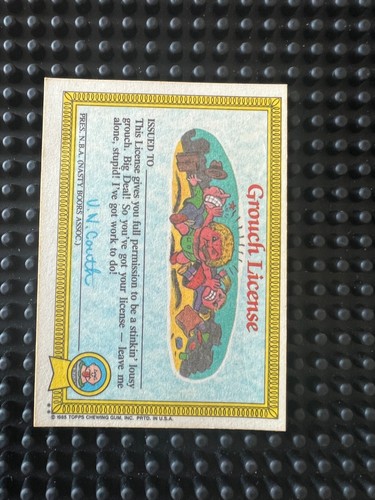 Grouch License
ISSUED TO
This License gives you full permission to be a stinkin' lousy
grouch. Big Deal! So you've got your license — leave me
alone, stupid! I've got work to do!
U. N. Couth
PRES. N.B.A. (NASTY BOORS ASSOC.)
** © 1985 TOPPS CHEWING GUM, INC. PRTD. IN U.S.A.